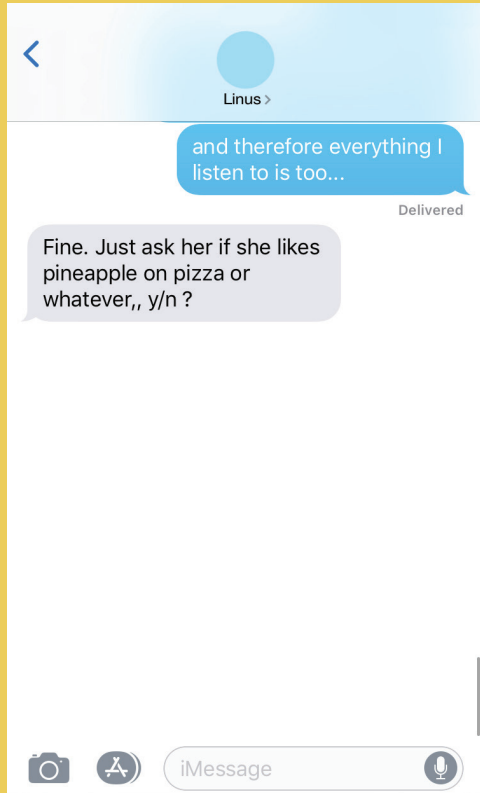 Linus >
and therefore everything I
listen to is too...
Delivered
Fine. Just ask her if she likes
pineapple on pizza or
whatever,, y/n ?
iMessage